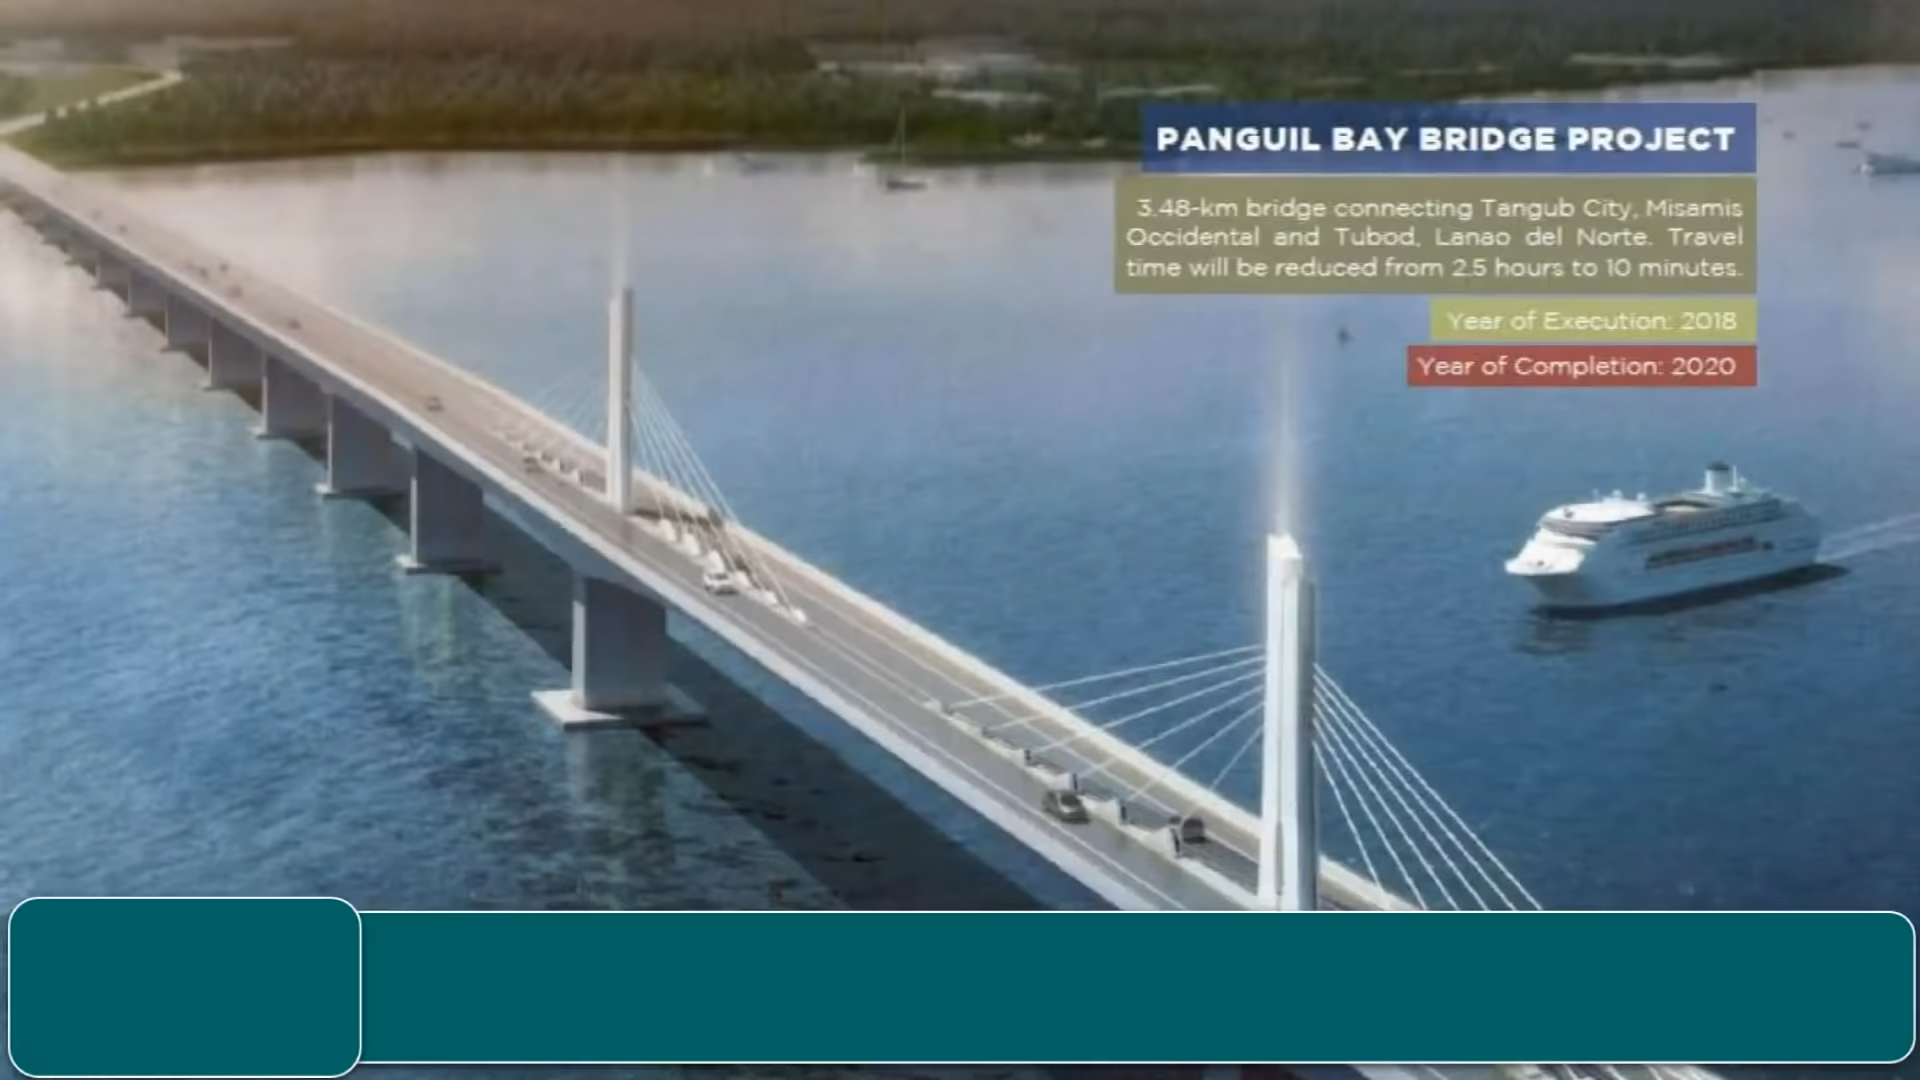 PANGUIL BAY BRIDGE PROJECT
3.48-km bridge connecting Tangub City, Misamis
Occidental and Tubod, Lanao del Norte. Travel
time will be reduced from 2.5 hours to 10 minutes.
Year of Execution: 2018
Year of Completion: 2020